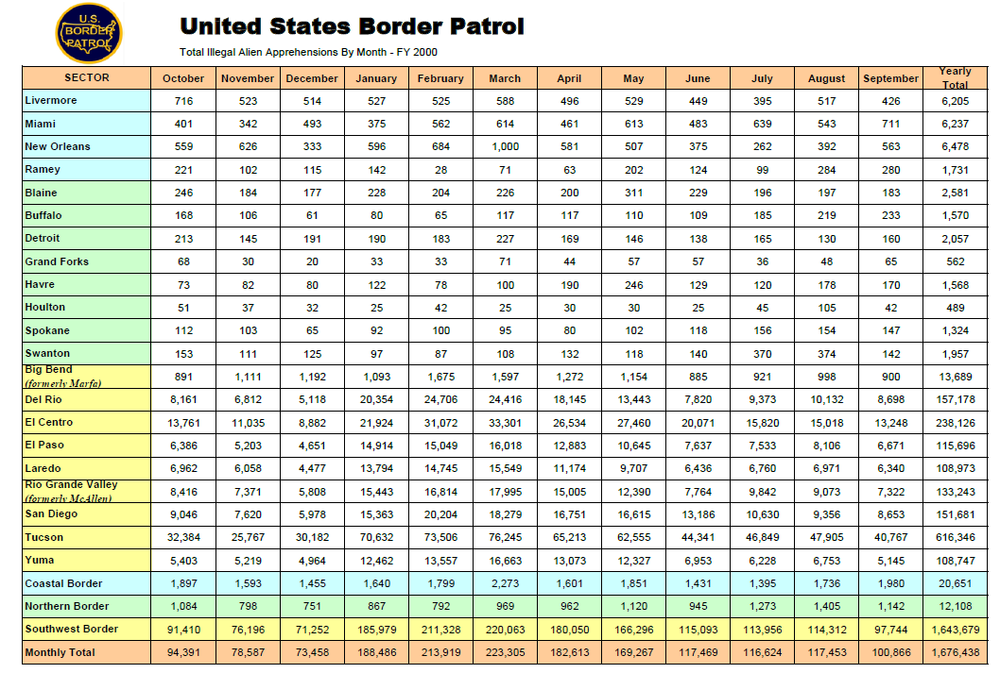 U.S.
BORDER
PATROL
United States Border Patrol
Total Illegal Alien Apprehensions By Month - FY 2000
SECTOR October November December January February March April May June July August September Yearly Total
Livermore 716 523 514 527 525 588 496 529 449 395 517 426 6,205
Miami 401 342 493 375 562 614 461 613 483 639 543 711 6,237
New Orleans 559 626 333 596 684 1,000 581 507 375 262 392 563 6,478
Ramey 221 102 115 142 28 71 63 202 124 99 284 280 1,731
Blaine 246 184 177 228 204 226 200 311 229 196 197 183 2,581
Buffalo 168 106 61 80 65 117 117 110 109 185 219 233 1,570
Detroit 213 145 191 190 183 227 169 146 138 165 130 160 2,057
Grand Forks 68 30 20 33 33 71 44 57 57 36 48 65 562
Havre 73 82 80 122 78 100 190 246 129 120 178 170 1,568
Houlton 51 37 32 25 42 25 30 30 25 45 105 42 489
Spokane 112 103 65 92 100 95 80 102 118 156 154 147 1,324
Swanton 153 111 125 97 87 108 132 118 140 370 374 142 1,957
Big Bend (formerly Marfa) 891 1,111 1,192 1,093 1,675 1,597 1,272 1,154 885 921 998 900 13,689
Del Rio 8,161 6,812 5,118 20,354 24,706 24,416 18,145 13,443 7,820 9,373 10,132 8,698 157,178
El Centro 13,761 11,035 8,882 21,924 31,072 33,301 26,534 27,460 20,071 15,820 15,018 13,248 238,126
El Paso 6,386 5,203 4,651 14,914 15,049 16,018 12,883 10,645 7,637 7,533 8,106 6,671 115,696
Laredo 6,962 6,058 4,477 13,794 14,745 15,549 11,174 9,707 6,436 6,760 6,971 6,340 108,973
Rio Grande Valley (formerly McAllen) 8,416 7,371 5,808 15,443 16,814 17,995 15,005 12,390 7,764 9,842 9,073 7,322 133,243
San Diego 9,046 7,620 5,978 15,363 20,204 18,279 16,751 16,615 13,186 10,630 9,356 8,653 151,681
Tucson 32,384 25,767 30,182 70,632 73,506 76,245 65,213 62,555 44,341 46,849 47,905 40,767 616,346
Yuma 5,403 5,219 4,964 12,462 13,557 16,663 13,073 12,327 6,953 6,228 6,753 5,145 108,747
Coastal Border 1,897 1,593 1,455 1,640 1,799 2,273 1,601 1,851 1,431 1,395 1,736 1,980 20,651
Northern Border 1,084 798 751 867 792 969 962 1,120 945 1,273 1,405 1,142 12,108
Southwest Border 91,410 76,196 71,252 185,979 211,328 220,063 180,050 166,296 115,093 113,956 114,312 97,744 1,643,679
Monthly Total 94,391 78,587 73,458 188,486 213,919 223,305 182,613 169,267 117,469 116,624 117,453 100,866 1,676,438